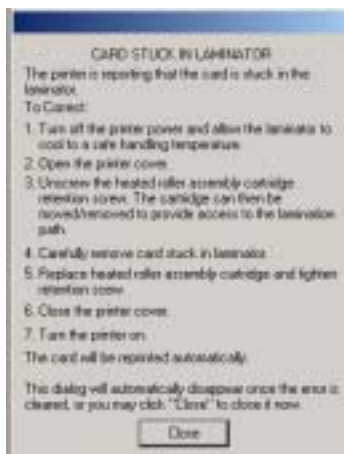 CARD STUCK IN LAMINATOR
The printer is reporting that the card is stuck in the
laminator.
To Correct:
1. Turn off the printer power and allow the laminator to
cool to a safe handling temperature.
2. Open the printer cover.
3. Unscrew the heated roller assembly cartridge
retention screw. The cartridge can then be
moved/removed to provide access to the lamination
path.
4. Carefully remove card stuck in laminator.
5. Replace heated roller assembly cartridge and tighten
retention screw.
6. Close the printer cover.
7. Turn the printer on.
The card will be reprinted automatically.
This dialog will automatically disappear once the error is
cleared, or you may click "Close" to close it now.
Close